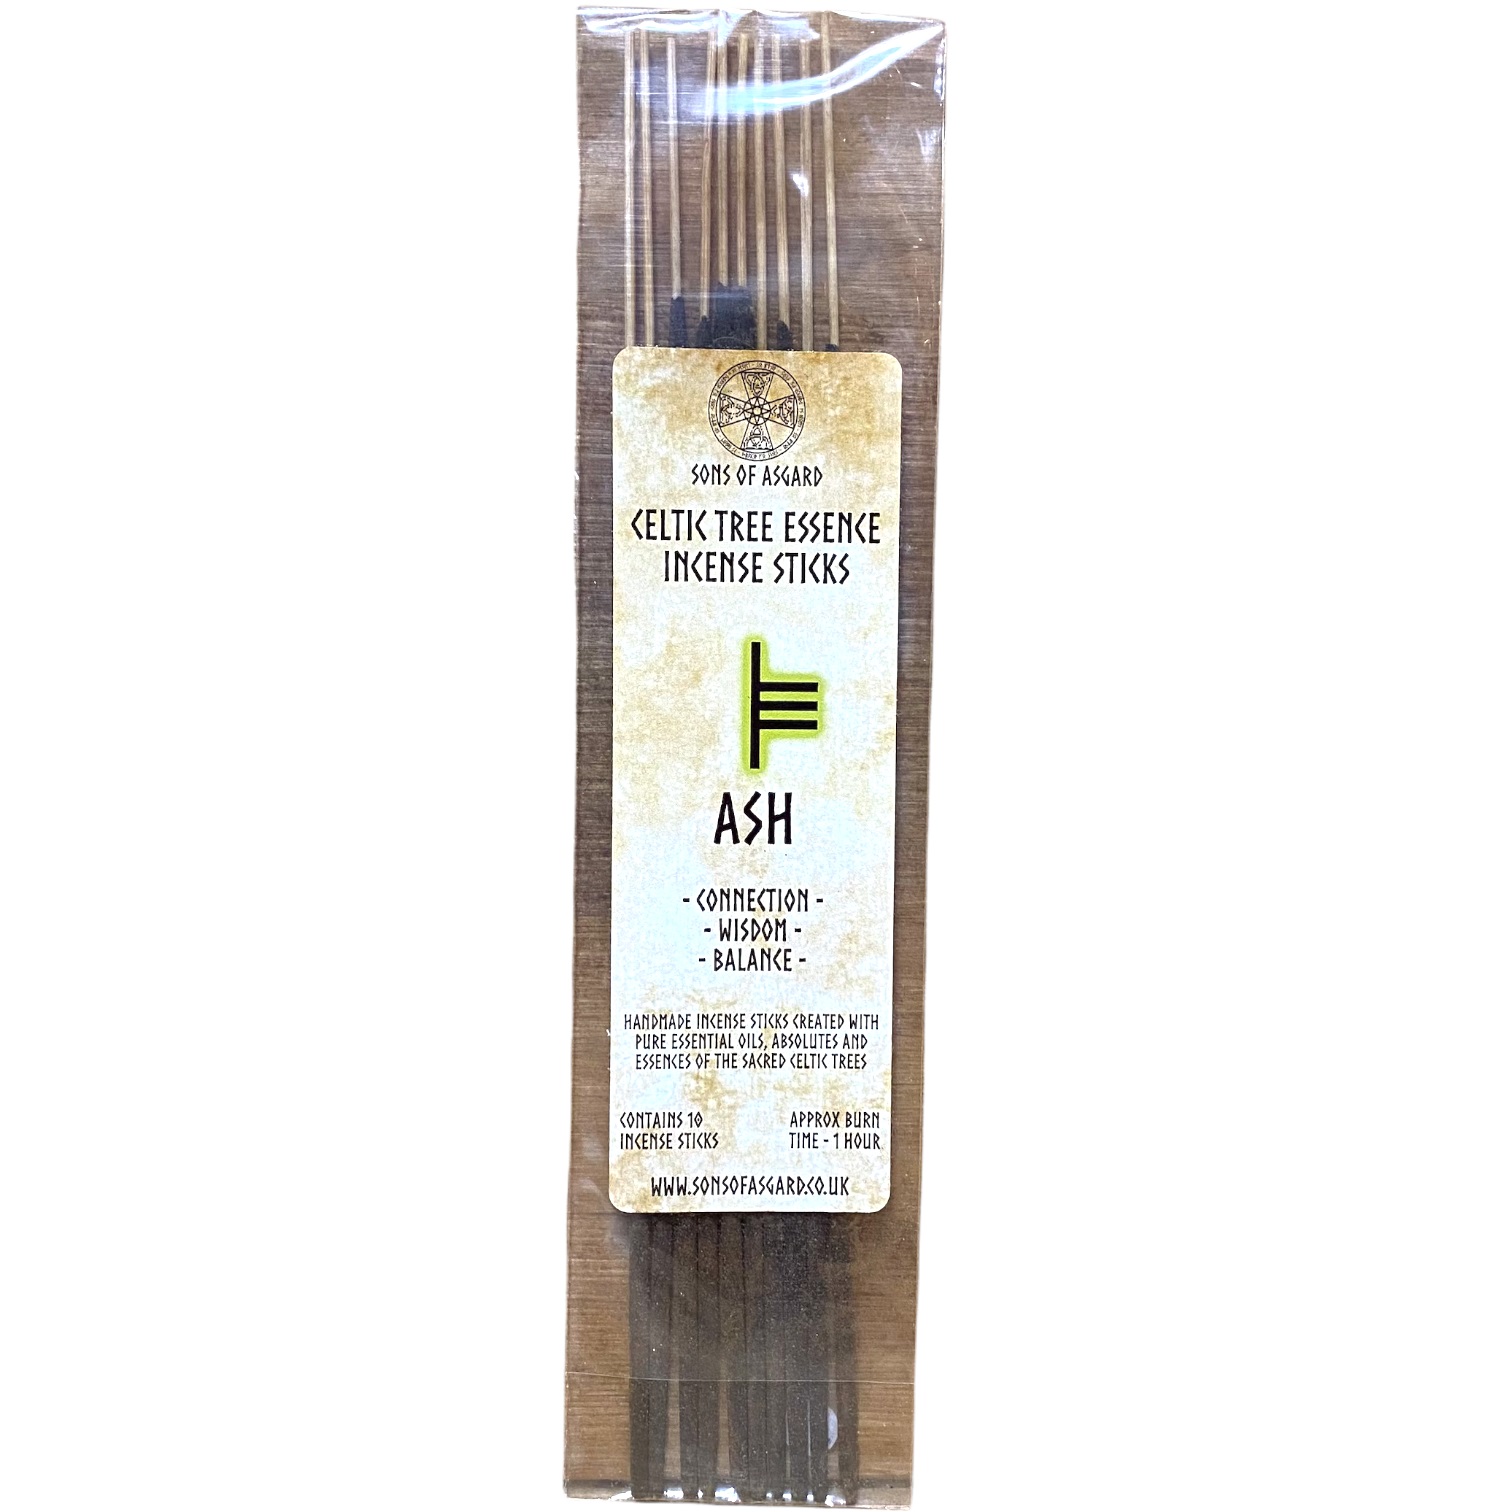 SONS OF ASGARD
CELTIC TREE ESSENCE
INCENSE STICKS
ASH
- CONNECTION -
- WISDOM -
- BALANCE -
HANDMADE INCENSE STICKS CREATED WITH
PURE ESSENTIAL OILS, ABSOLUTES AND
ESSENCES OF THE SACRED CELTIC TREES
CONTAINS 10
INCENSE STICKS
APPROX BURN
TIME - 1 HOUR
WWW.SONSOFASGARD.CO.UK